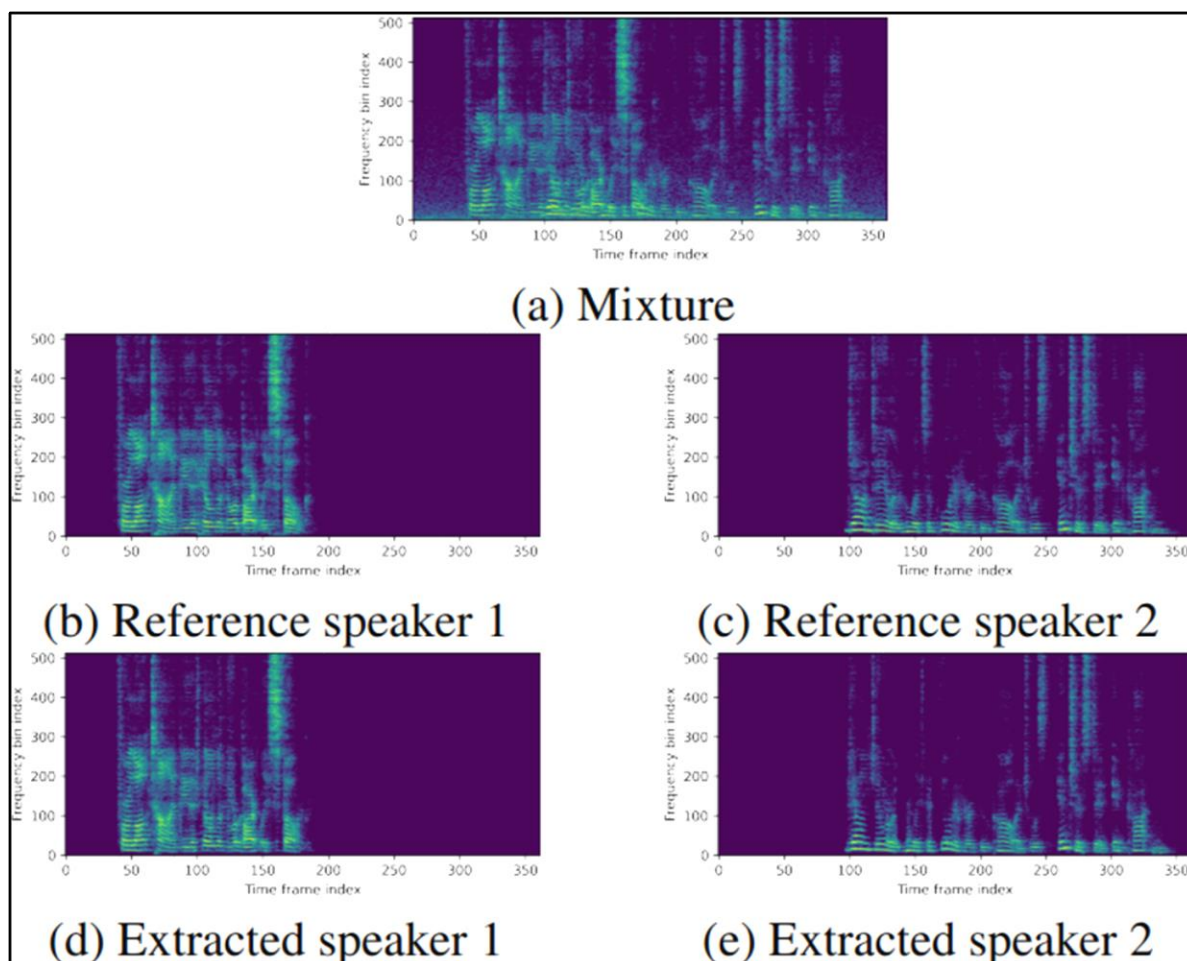 500
400
300
200
100
0
Frequency bin index
0 50 100 150 200 250 300 350
Time frame index
(a) Mixture
500
400
300
200
100
0
Frequency bin index
0 50 100 150 200 250 300 350
Time frame index
(b) Reference speaker 1
500
400
300
200
100
0
Frequency bin index
0 50 100 150 200 250 300 350
Time frame index
(c) Reference speaker 2
500
400
300
200
100
0
Frequency bin index
0 50 100 150 200 250 300 350
Time frame index
(d) Extracted speaker 1
500
400
300
200
100
0
Frequency bin index
0 50 100 150 200 250 300 350
Time frame index
(e) Extracted speaker 2